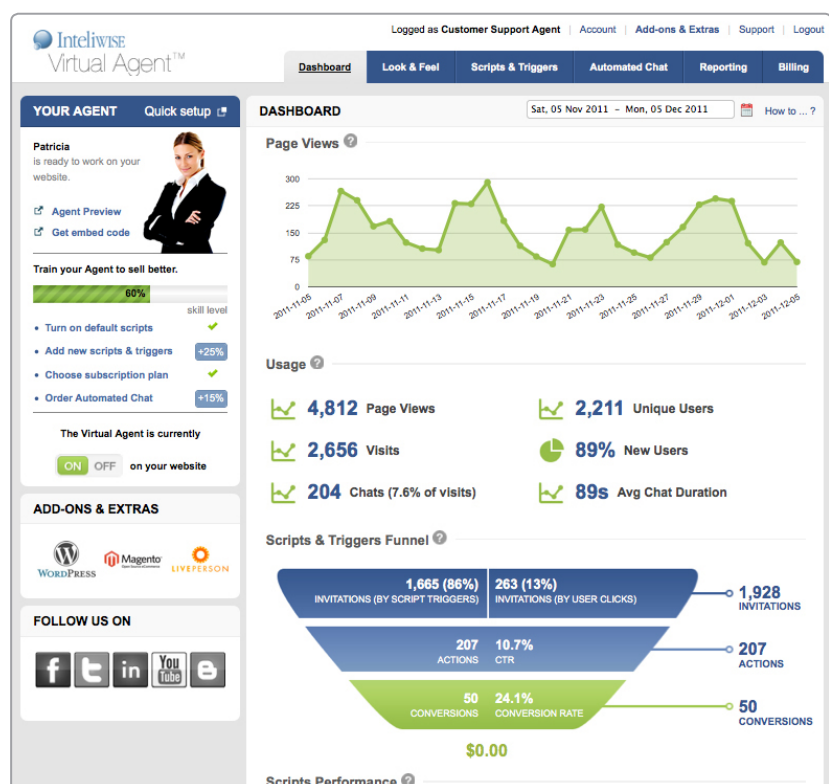 Logged as Customer Support Agent | Account | Add-ons & Extras | Support | Logout
INTELIWISE
Virtual Agent™
Dashboard Look & Feel Scripts & Triggers Automated Chat Reporting Billing
YOUR AGENT Quick setup
Patricia
is ready to work on your
website.
Agent Preview
Get embed code
Train your Agent to sell better.
60%
skill level
• Turn on default scripts
• Add new scripts & triggers +25%
• Choose subscription plan
• Order Automated Chat +15%
The Virtual Agent is currently
ON OFF on your website
ADD-ONS & EXTRAS
WORDPRESS
Magento
LIVEPERSON
FOLLOW US ON
f t in You Tube B
DASHBOARD
Sat, 05 Nov 2011 – Mon, 05 Dec 2011 How to ... ?
Page Views ?
300
225
150
75
0
2011-11-05 2011-11-07 2011-11-09 2011-11-11 2011-11-13 2011-11-15 2011-11-17 2011-11-19 2011-11-21 2011-11-23 2011-11-25 2011-11-27 2011-11-29 2011-12-01 2011-12-03 2011-12-05
Usage ?
4,812 Page Views 2,211 Unique Users
2,656 Visits 89% New Users
204 Chats (7.6% of visits) 89s Avg Chat Duration
Scripts & Triggers Funnel ?
1,665 (86%) 263 (13%)
INVITATIONS (BY SCRIPT TRIGGERS) INVITATIONS (BY USER CLICKS)
1,928
INVITATIONS
207 10.7%
ACTIONS CTR
207
ACTIONS
50 24.1%
CONVERSIONS CONVERSION RATE
50
CONVERSIONS
$0.00
Scripts Performance ?